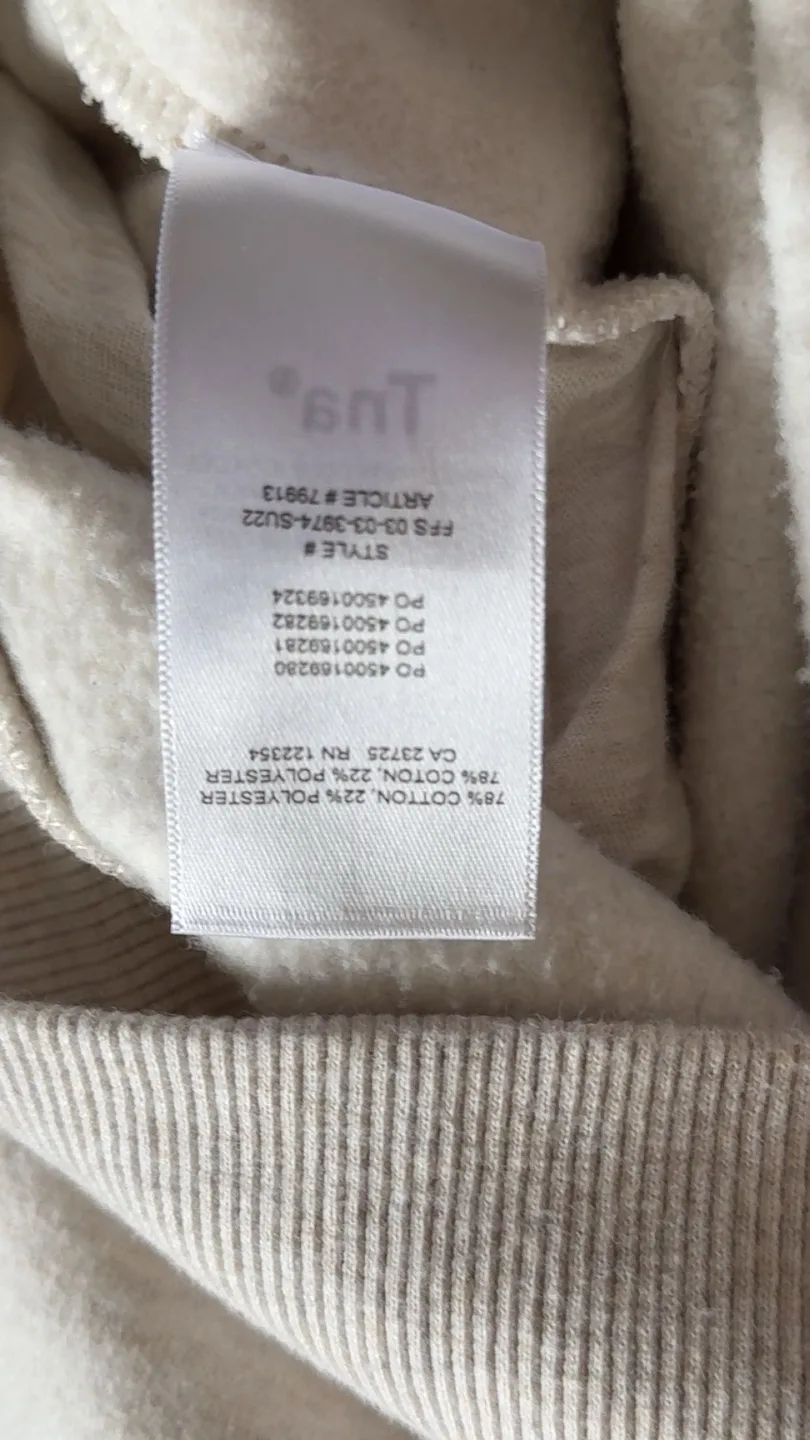 78% COTTON, 22% POLYESTER
78% COTON, 22% POLYESTER
CA 23725 RN 122354
PO 4500169280
PO 4500169281
PO 4500169282
PO 4500169324
STYLE #
FFS 03-03-3974-SU22
ARTICLE # 79913
Tna®